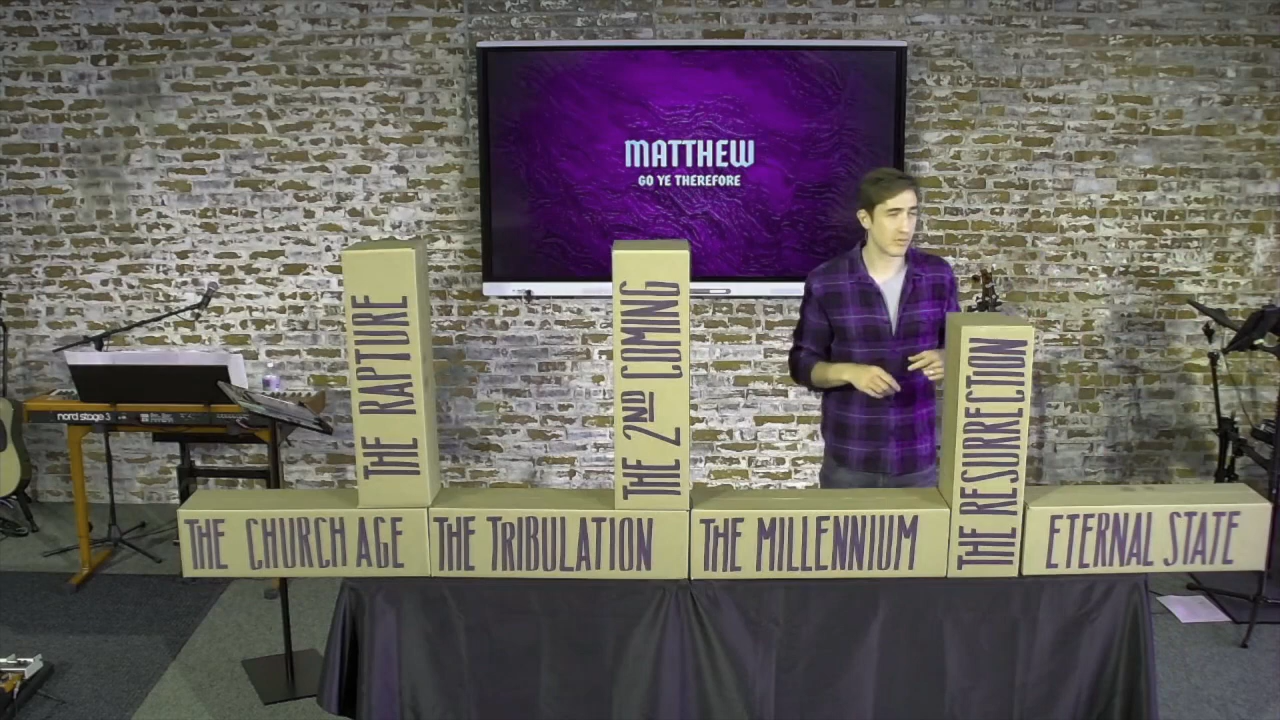 MATTHEW
GO YE THEREFORE
THE RAPTURE
THE 2ND COMING
THE RESURRECTION
nord stage 3
THE CHURCH AGE
THE TRIBULATION
THE MILLENNIUM
ETERNAL STATE